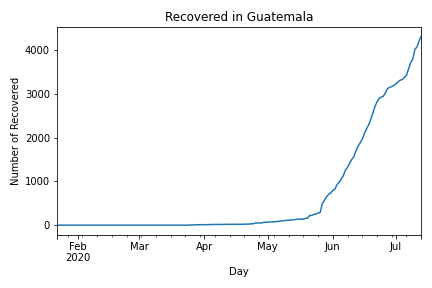 Recovered in Guatemala
Number of Recovered
4000
3000
2000
1000
0
Feb Mar Apr May Jun Jul
2020
Day